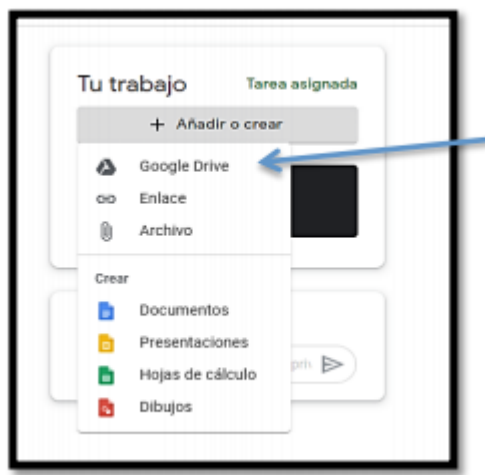 Tu trabajo
Tarea asignada
+ Añadir o crear
Google Drive
Enlace
Archivo
Crear
Documentos
Presentaciones
Hojas de cálculo
Dibujos